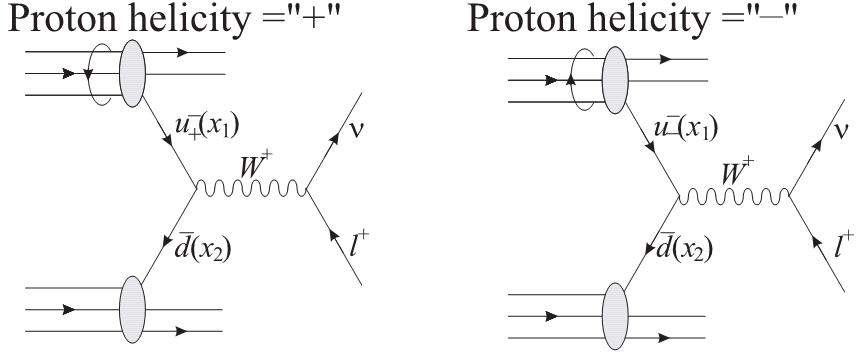 Proton helicity ="+"
u₊⁻(x₁)
W⁺
ν
d̅(x₂)
l⁺
Proton helicity ="–"
u₋⁻(x₁)
W⁺
ν
d̅(x₂)
l⁺